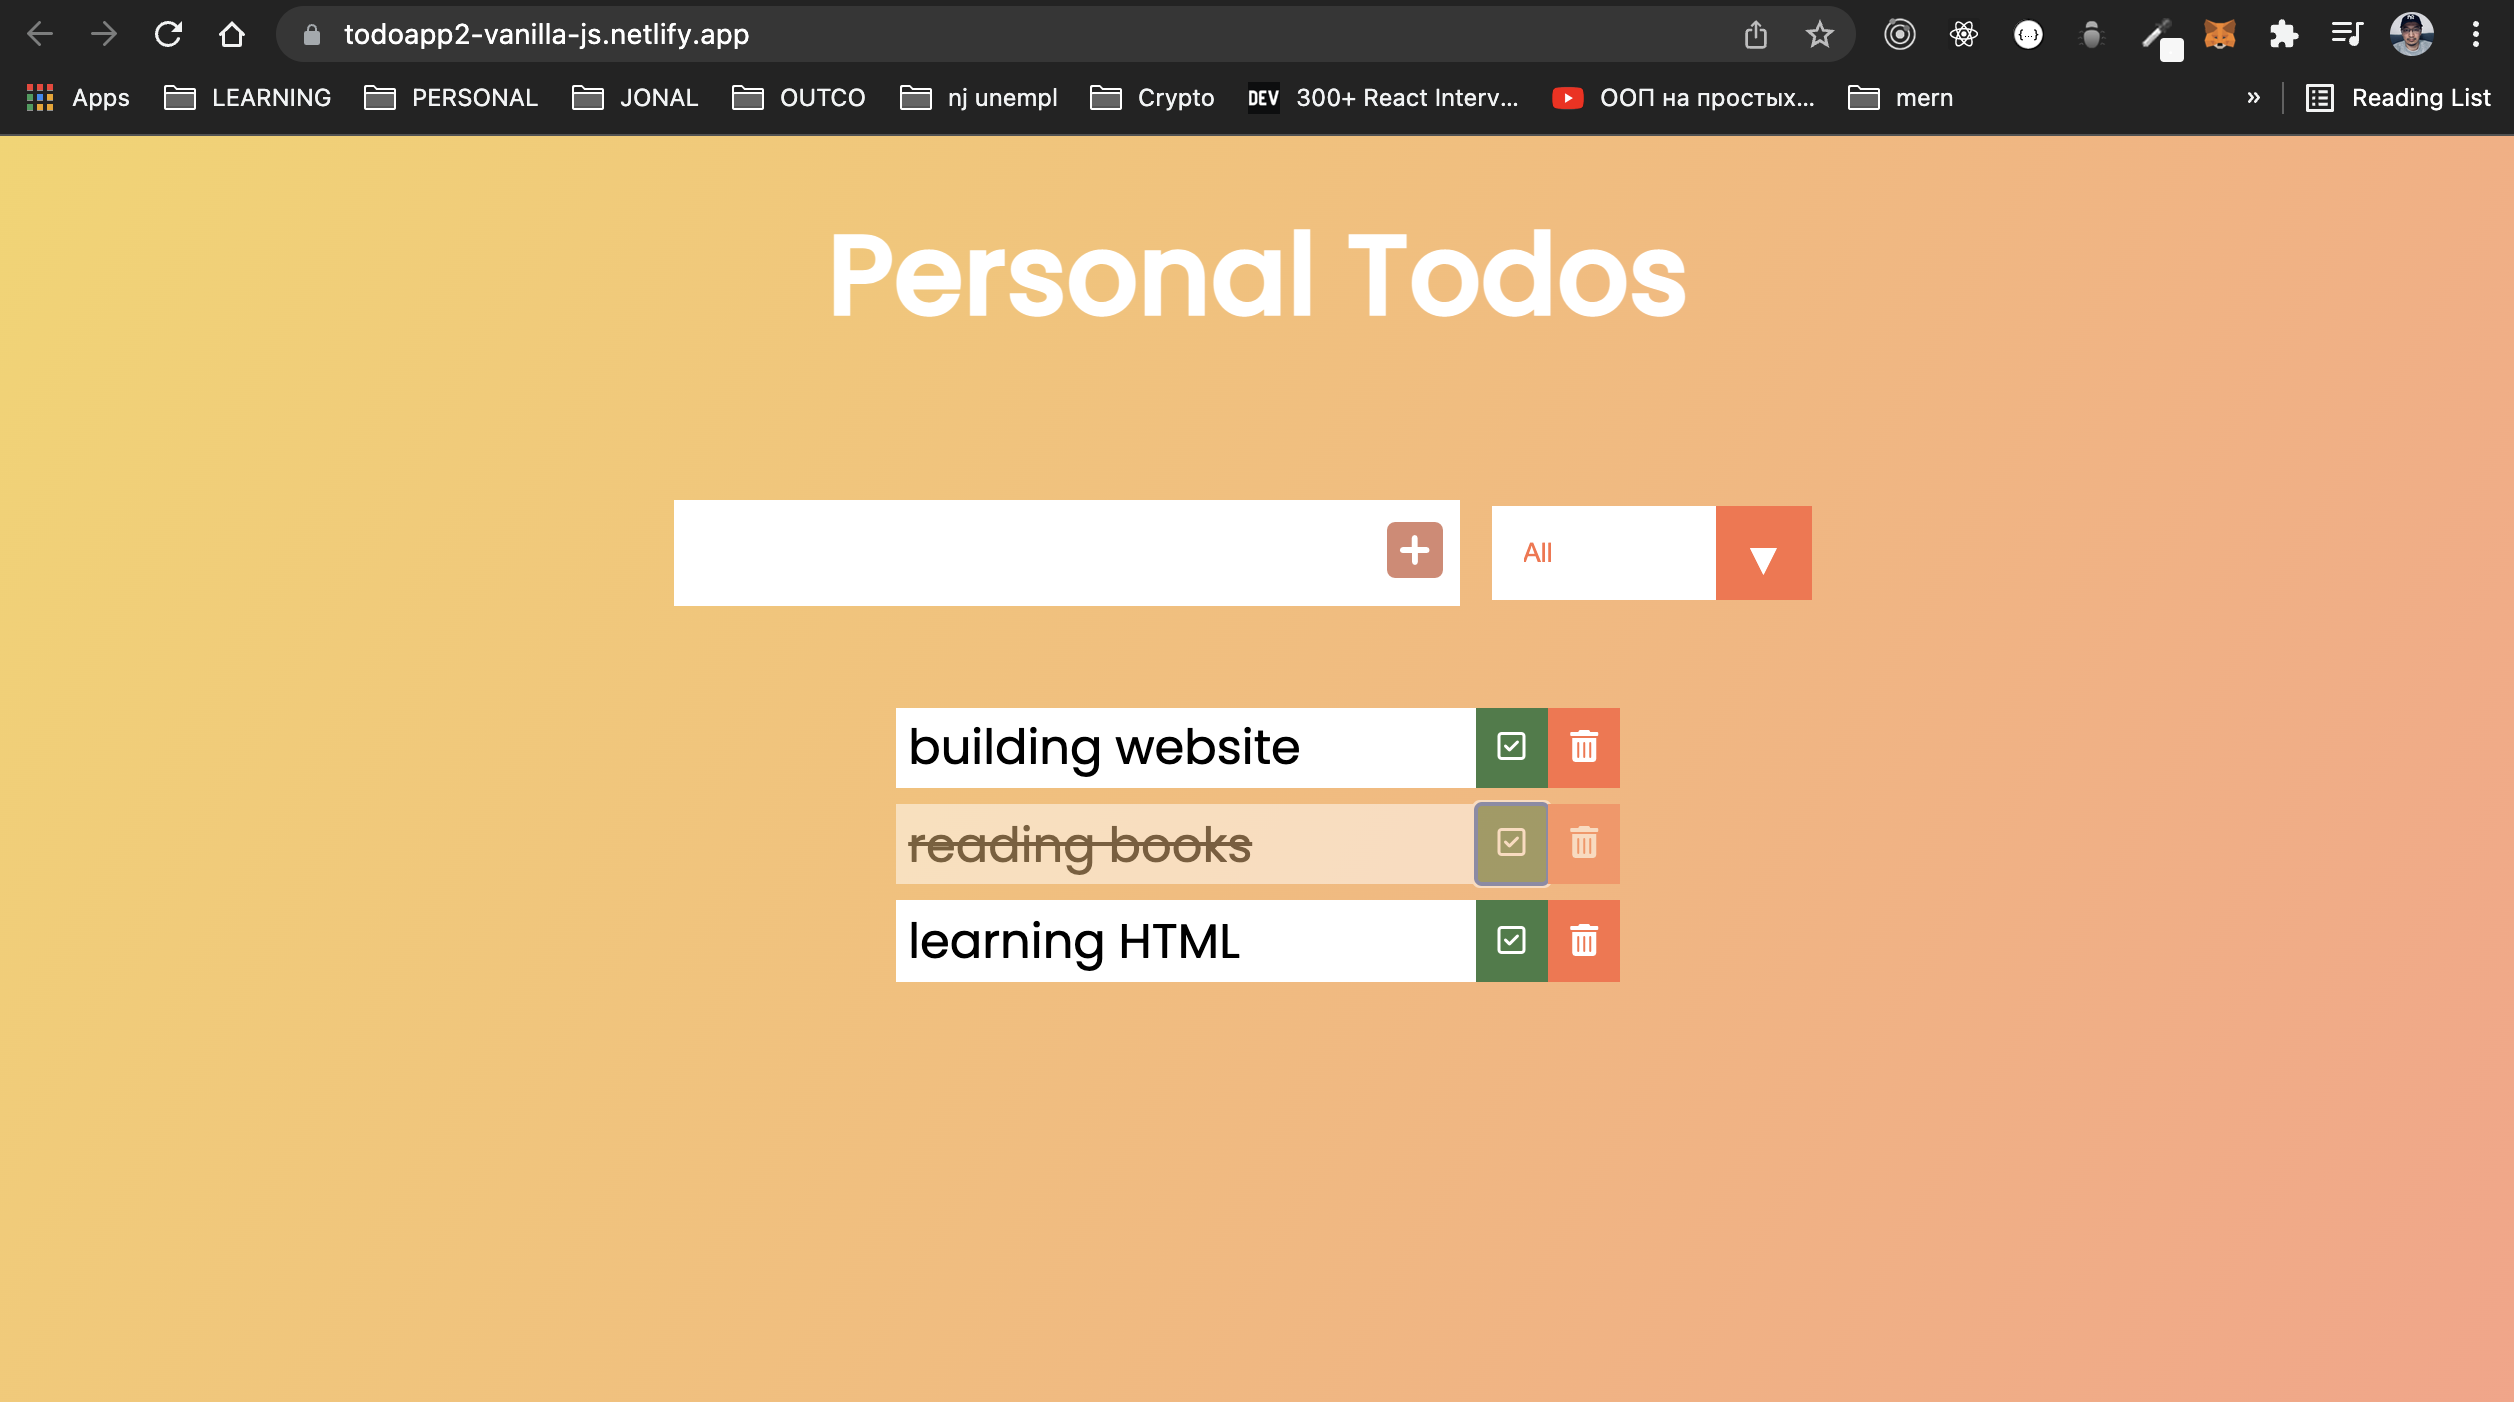 todoapp2-vanilla-js.netlify.app
Apps LEARNING PERSONAL JONAL OUTCO nj unempl Crypto DEV 300+ React Interv... ООП на простых... mern » Reading List
Personal Todos
All
building website
reading books
learning HTML